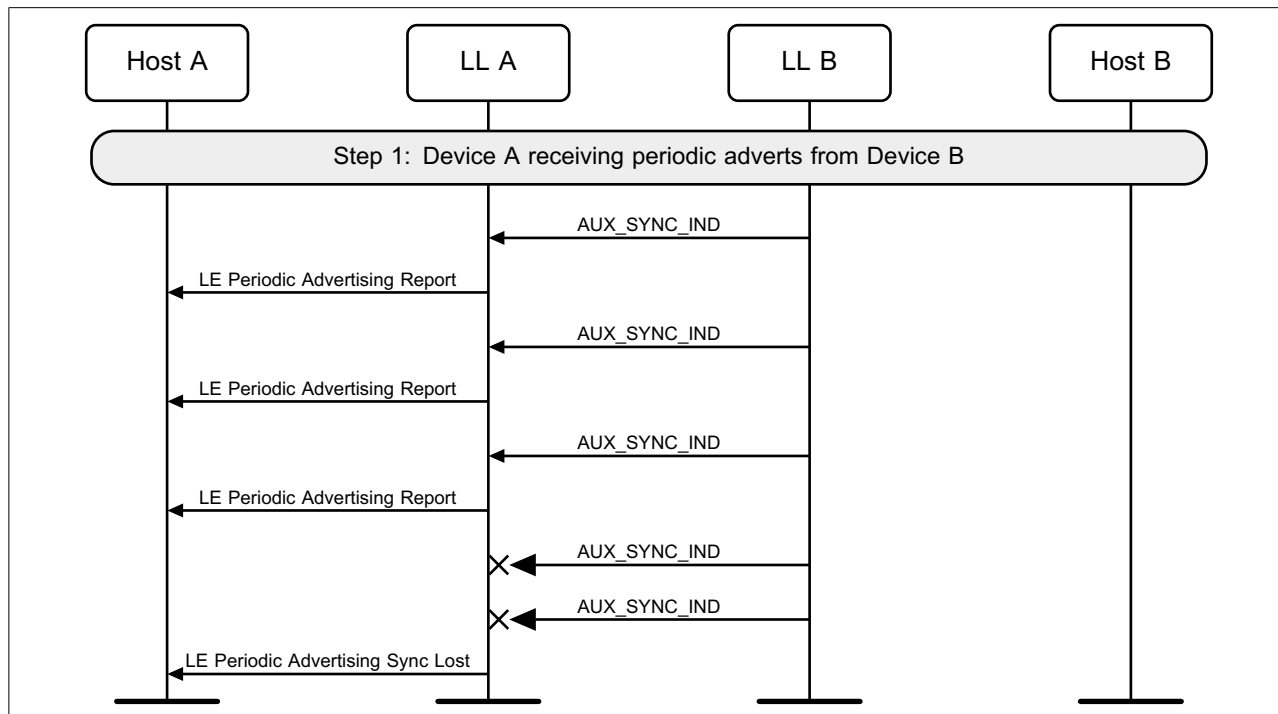 Host A
LL A
LL B
Host B
Step 1: Device A receiving periodic adverts from Device B
AUX_SYNC_IND
LE Periodic Advertising Report
AUX_SYNC_IND
LE Periodic Advertising Report
AUX_SYNC_IND
LE Periodic Advertising Report
AUX_SYNC_IND
AUX_SYNC_IND
LE Periodic Advertising Sync Lost